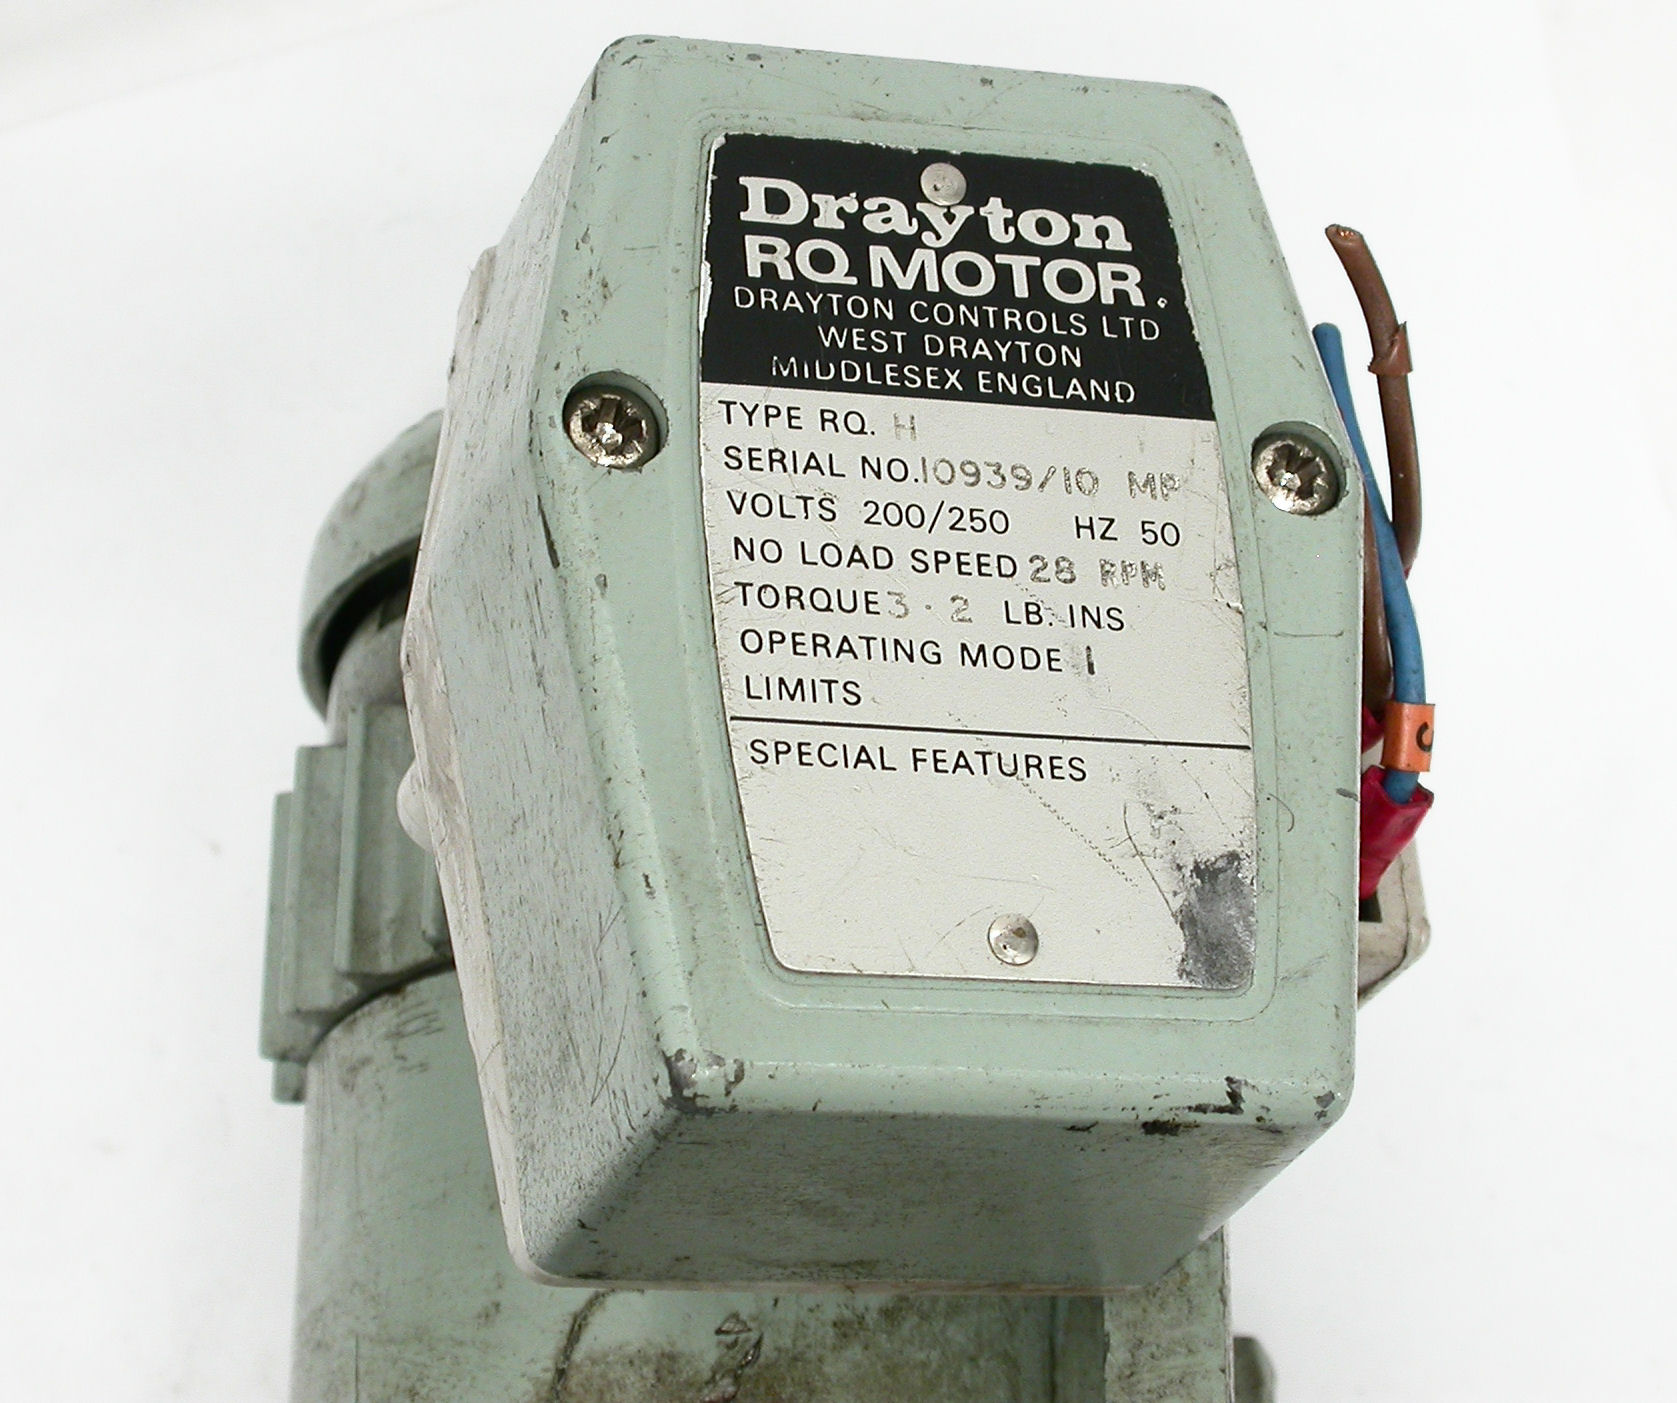 Drayton
RQ MOTOR.
DRAYTON CONTROLS LTD
WEST DRAYTON
MIDDLESEX ENGLAND
TYPE RQ. H
SERIAL NO. 10939/10 MP
VOLTS 200/250 HZ 50
NO LOAD SPEED 28 RPM
TORQUE 3.2 LB. INS
OPERATING MODE 1
LIMITS
SPECIAL FEATURES